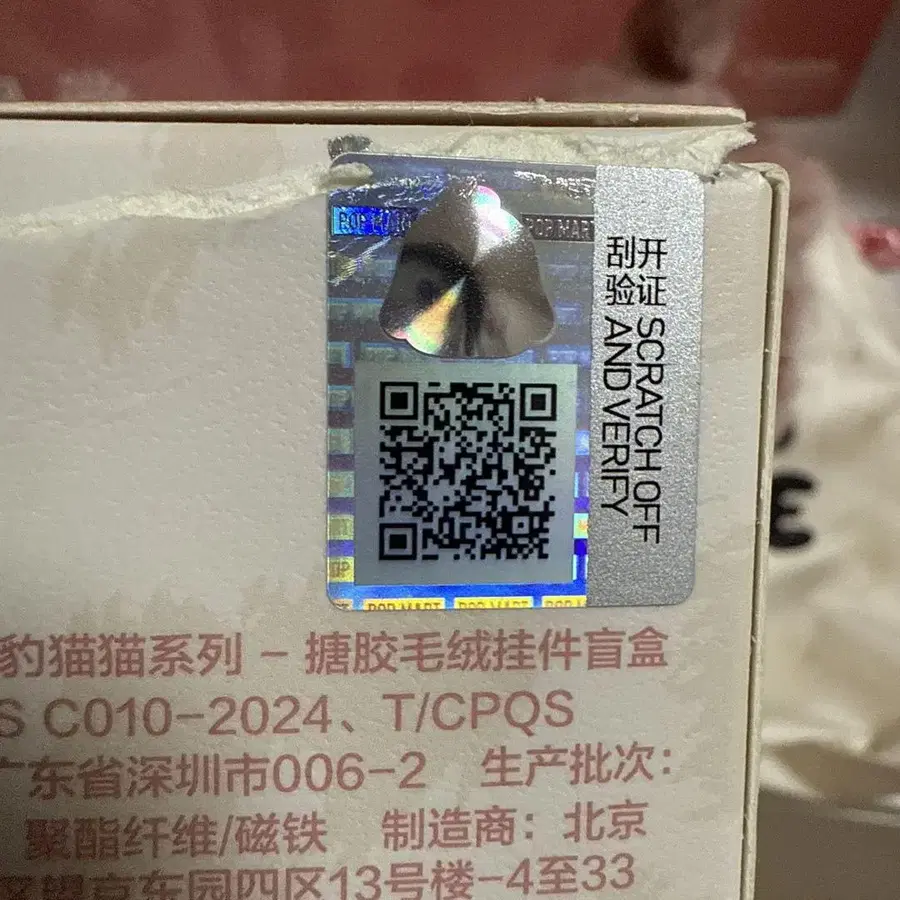 POP MART
开证 SCRATCH OFF
刮验 AND VERIFY
POP MART POP MART
豹猫猫系列 - 搪胶毛绒挂件盲盒
S C010-2024、T/CPQS
广东省深圳市006-2 生产批次：
聚酯纤维/磁铁 制造商：北京
东园四区13号楼-4至33